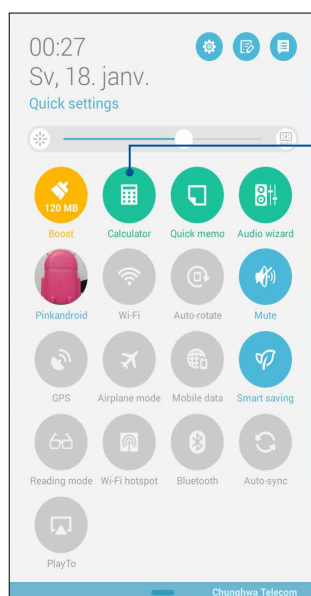 00:27
Sv, 18. janv.
Quick settings
120 MB
Boost
Calculator
Quick memo
Audio wizard
Pinkandroid
Wi-Fi
Auto-rotate
Mute
GPS
Airplane mode
Mobile data
Smart saving
Reading mode
Wi-Fi hotspot
Bluetooth
Auto-sync
PlayTo
Chunghwa Telecom